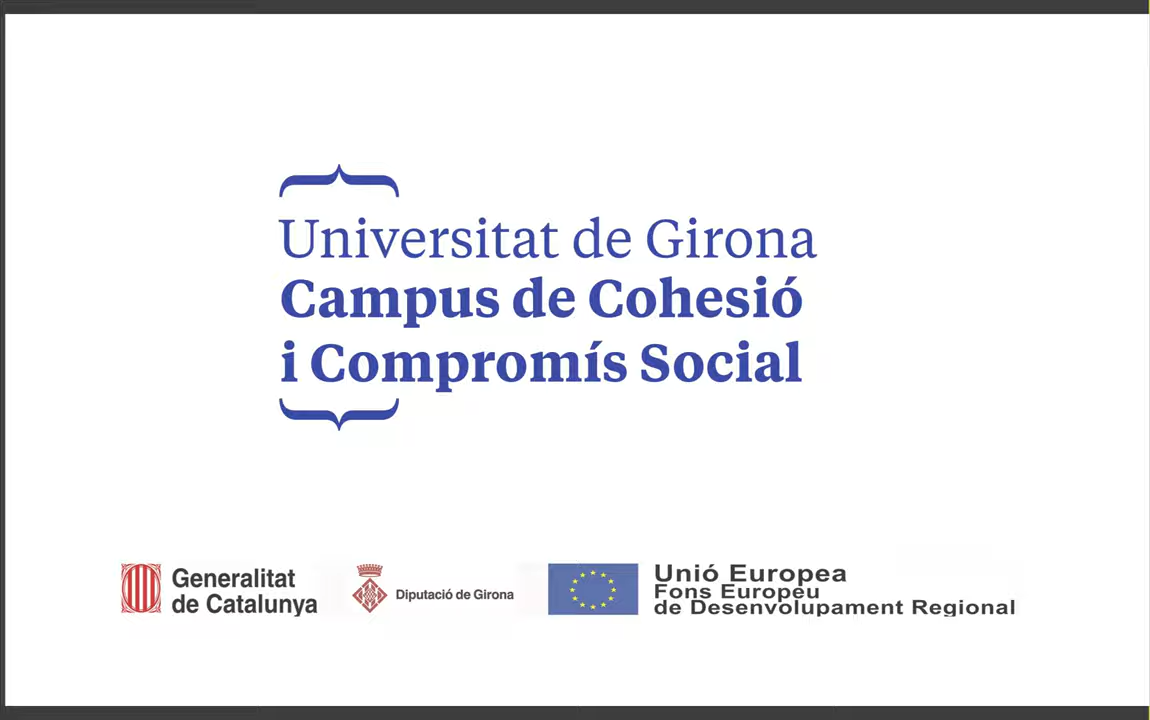 Universitat de Girona
Campus de Cohesió
i Compromís Social
Generalitat
de Catalunya
Diputació de Girona
Unió Europea
Fons Europeu
de Desenvolupament Regional